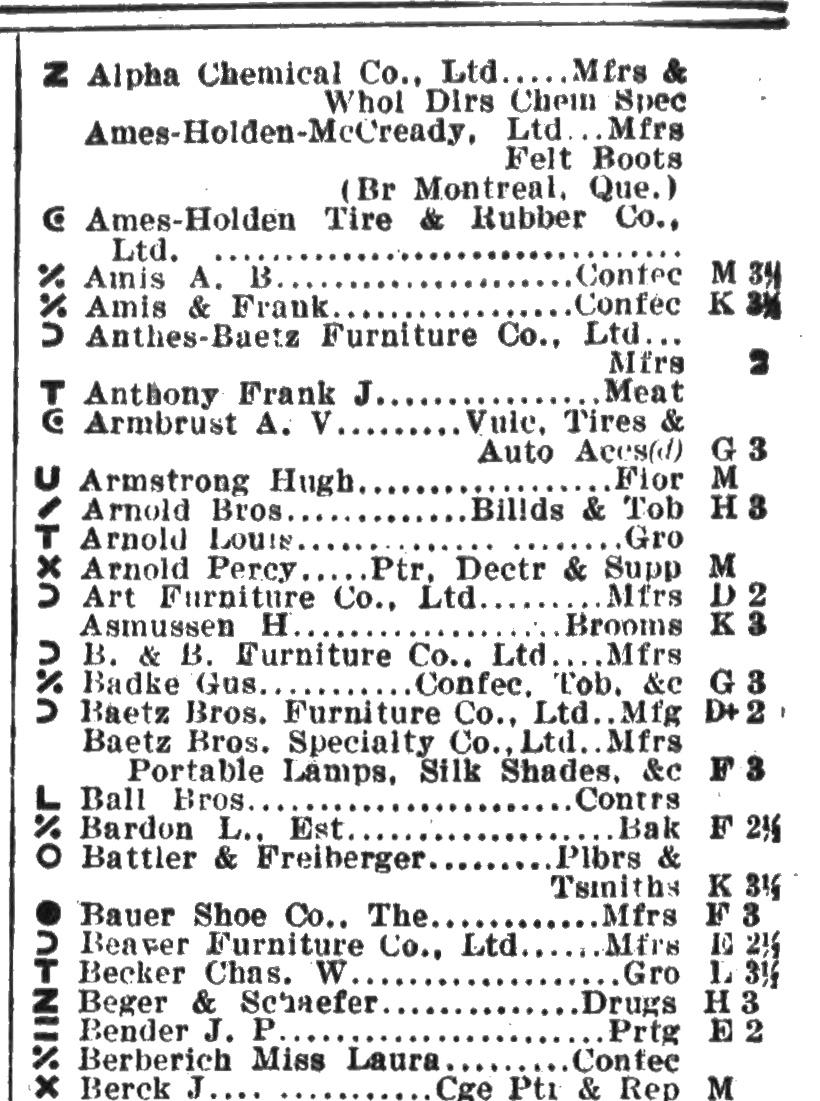 Z Alpha Chemical Co., Ltd.....Mfrs &
Whol Dlrs Chem Spec
Ames-Holden-McCready, Ltd...Mfrs
Felt Boots
(Br Montreal, Que.)
Ames-Holden Tire & Rubber Co.,
Ltd. .................................
Amis A. B.....................Confec M 3½
Amis & Frank.................Confec K 3½
Anthes-Baetz Furniture Co., Ltd...
Mfrs 2
T Anthony Frank J................Meat
Armbrust A. V.........Vulc, Tires &
Auto Accs(d) G 3
U Armstrong Hugh..................Flor M
Arnold Bros.............Billds & Tob H 3
T Arnold Louis.............. ........Gro
X Arnold Percy.....Ptr, Dectr & Supp M
Art Furniture Co., Ltd.........Mfrs D 2
Asmussen H...................Brooms K 3
B. & B. Furniture Co., Ltd....Mfrs
Badke Gus...........Confec, Tob, &c G 3
Baetz Bros. Furniture Co., Ltd..Mfg D+ 2
Baetz Bros. Specialty Co., Ltd..Mfrs
Portable Lamps, Silk Shades, &c F 3
L Ball Bros.......................Contrs
Bardon L., Est...................Bak F 2½
O Battler & Freiberger.........Plbrs &
Tsmiths K 3½
● Bauer Shoe Co., The............Mfrs F 3
Beaver Furniture Co., Ltd......Mfrs E 2½
T Becker Chas. W...................Gro L 3½
Z Beger & Schaefer..............Drugs H 3
Bender J. P.......................Prtg E 2
Berberich Miss Laura.........Confec
X Berck J.... ...........Cge Ptr & Rep M